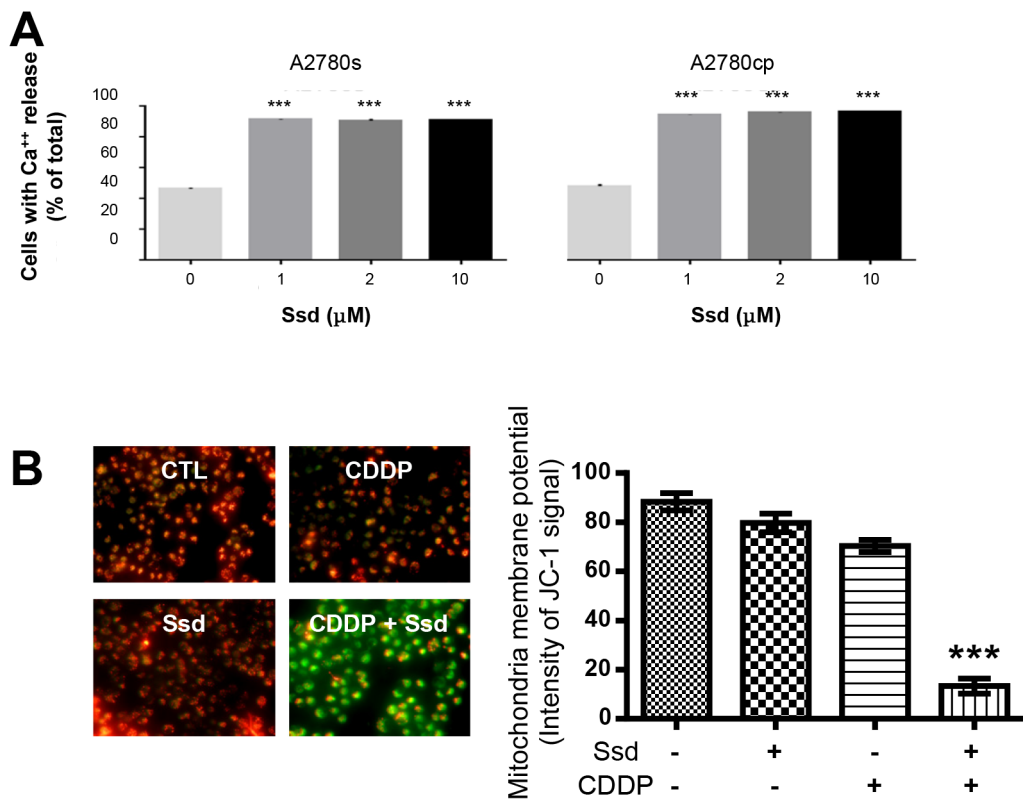 A
A2780s
A2780cp
Cells with Ca++ release
(% of total)
100
80
60
40
20
0
***
***
***
***
***
***
0
1
2
10
0
1
2
10
Ssd (μM)
Ssd (μM)
B
CTL
CDDP
Ssd
CDDP + Ssd
Mitochondria membrane potential
(Intensity of JC-1 signal)
100
80
60
40
20
0
***
Ssd - + - +
CDDP - - + +